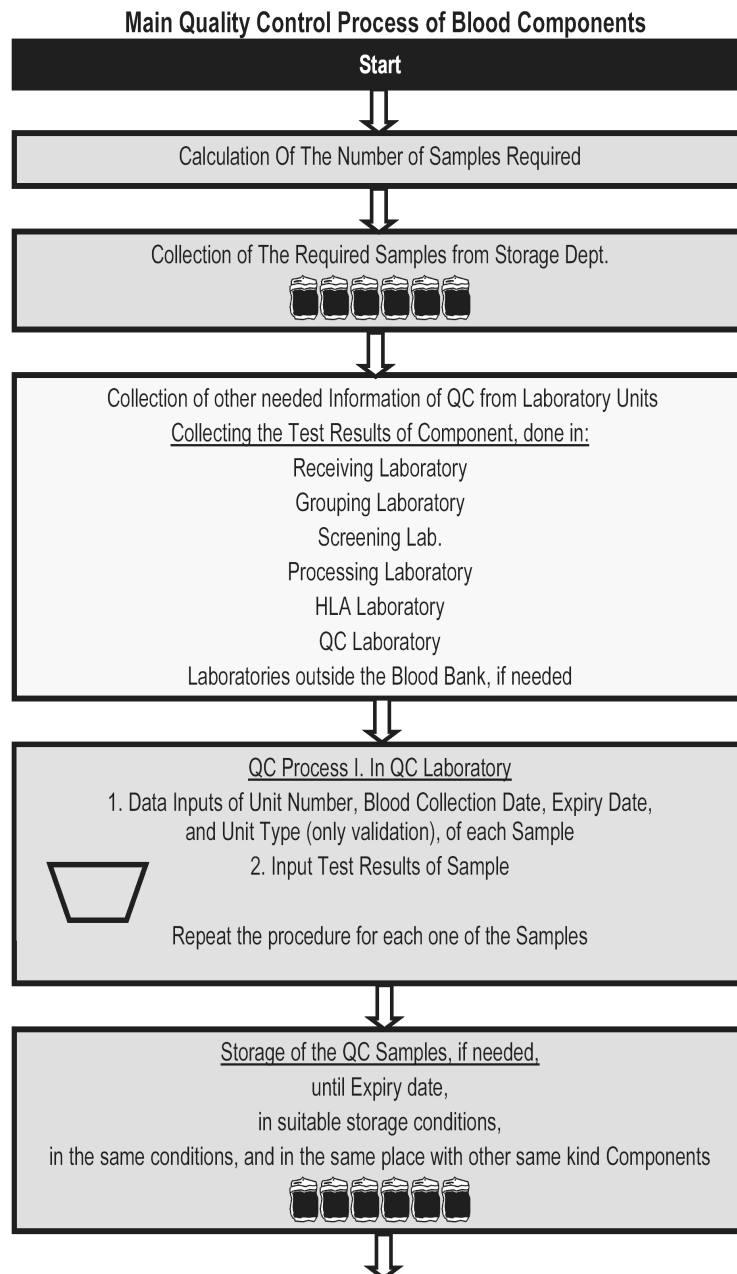 Main Quality Control Process of Blood Components
Start
Calculation Of The Number of Samples Required
Collection of The Required Samples from Storage Dept.
Collection of other needed Information of QC from Laboratory Units
Collecting the Test Results of Component, done in:
Receiving Laboratory
Grouping Laboratory
Screening Lab.
Processing Laboratory
HLA Laboratory
QC Laboratory
Laboratories outside the Blood Bank, if needed
QC Process I. In QC Laboratory
1. Data Inputs of Unit Number, Blood Collection Date, Expiry Date,
and Unit Type (only validation), of each Sample
2. Input Test Results of Sample
Repeat the procedure for each one of the Samples
Storage of the QC Samples, if needed,
until Expiry date,
in suitable storage conditions,
in the same conditions, and in the same place with other same kind Components